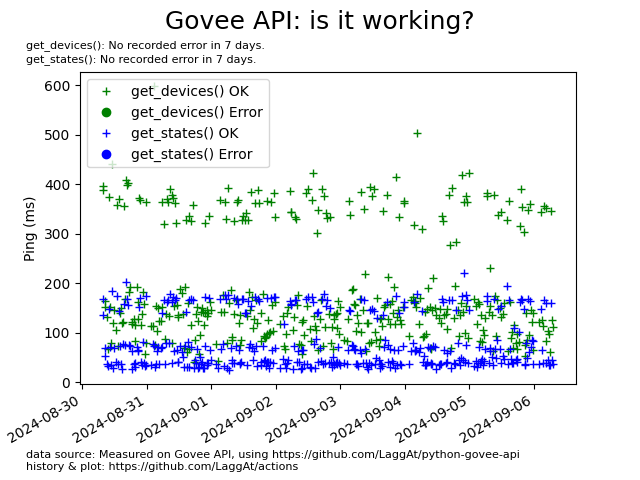 Govee API: is it working?
get_devices(): No recorded error in 7 days.
get_states(): No recorded error in 7 days.
600
500
400
300
200
100
0
Ping (ms)
get_devices() OK
get_devices() Error
get_states() OK
get_states() Error
2024-08-30
2024-08-31
2024-09-01
2024-09-02
2024-09-03
2024-09-04
2024-09-05
2024-09-06
data source: Measured on Govee API, using https://github.com/LaggAt/python-govee-api
history & plot: https://github.com/LaggAt/actions